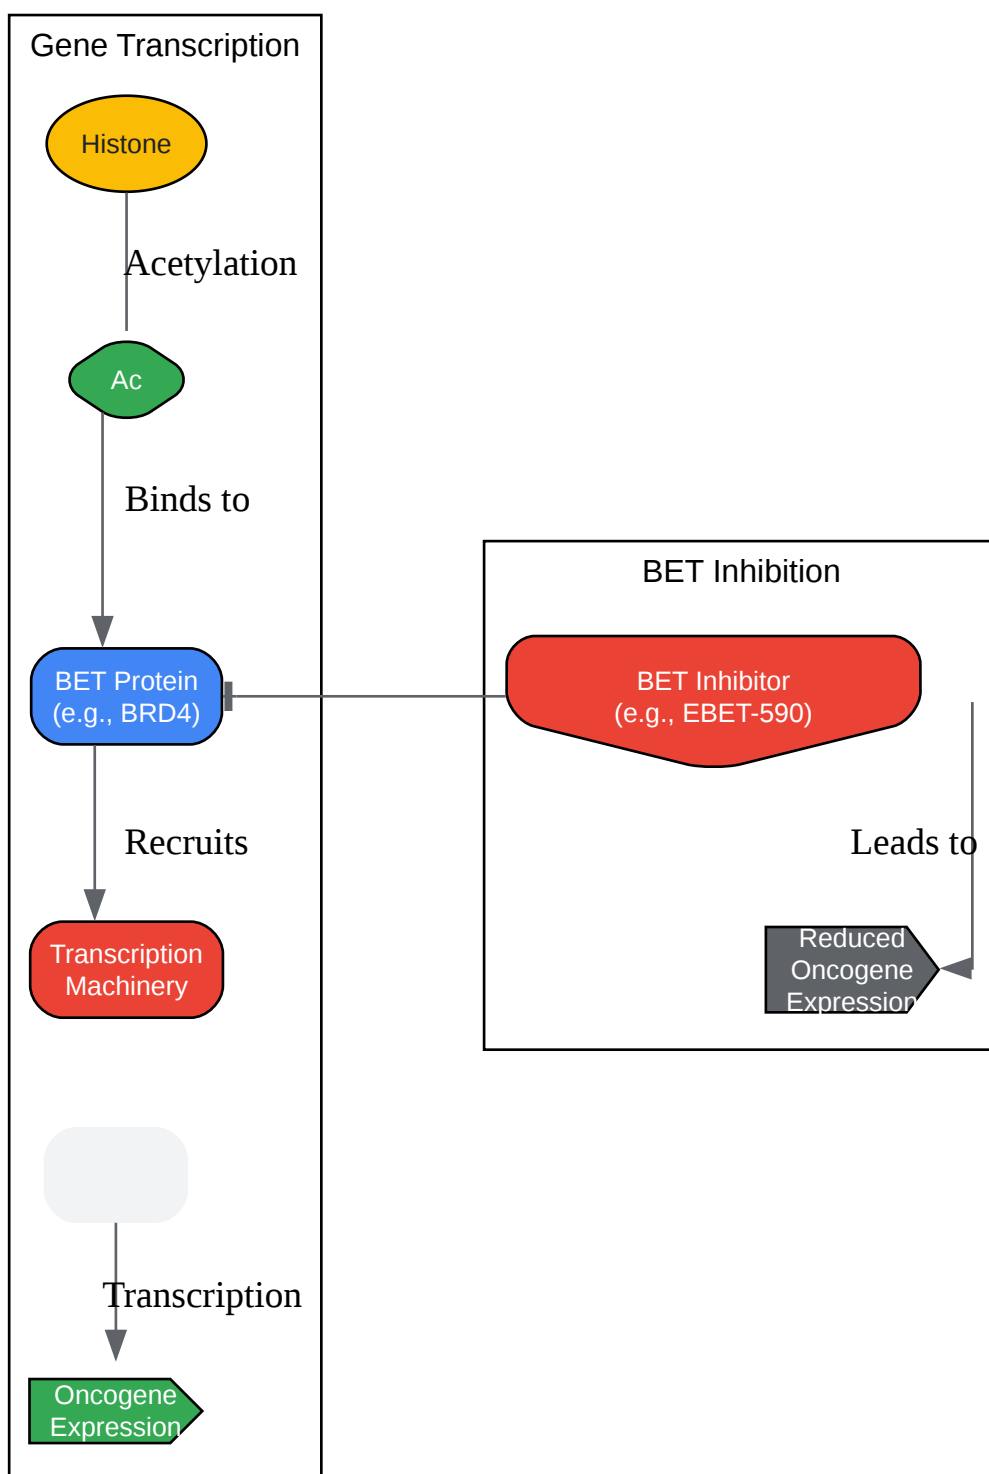 Gene Transcription
Histone
Acetylation
Ac
Binds to
BET Protein
(e.g., BRD4)
Recruits
Transcription
Machinery
Transcription
Oncogene
Expression
BET Inhibition
BET Inhibitor
(e.g., EBET-590)
Leads to
Reduced
Oncogene
Expression